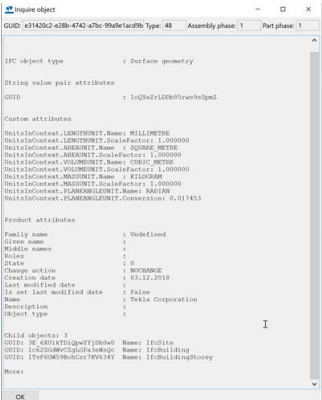 Inquire object
GUID: e31420c2-e28b-4742-a7bc-99a9e1acd9b Type: 48 Assembly phase: 1 Part phase: 1
IFC object type : Surface geometry
String value pair attributes
GUID :
Custom attributes
UnitsInContext.LENGTHUNIT.Name: MILLIMETRE
UnitsInContext.LENGTHUNIT.ScaleFactor: 1.000000
UnitsInContext.AREAUNIT.Name : SQUARE_METRE
UnitsInContext.AREAUNIT.ScaleFactor: 1.000000
UnitsInContext.VOLUMEUNIT.Name: CUBIC_METRE
UnitsInContext.VOLUMEUNIT.ScaleFactor: 1.000000
UnitsInContext.MASSUNIT.Name : KILOGRAM
UnitsInContext.MASSUNIT.ScaleFactor: 1.000000
UnitsInContext.PLANEANGLEUNIT.Name: RADIAN
UnitsInContext.PLANEANGLEUNIT.Conversion: 0.017453
Product attributes
Family name : Undefined
Given name :
Middle names :
Roles :
State : 0
Change action : NOCHANGE
Creation date : 03.12.2018
Last modified date :
Is set last modified date : False
Name : Tekla Corporation
Description :
Object type :
Child objects: 3
GUID: Name: IfcSite
GUID: Name: IfcBuilding
GUID: Name: IfcBuildingStorey
More:
OK